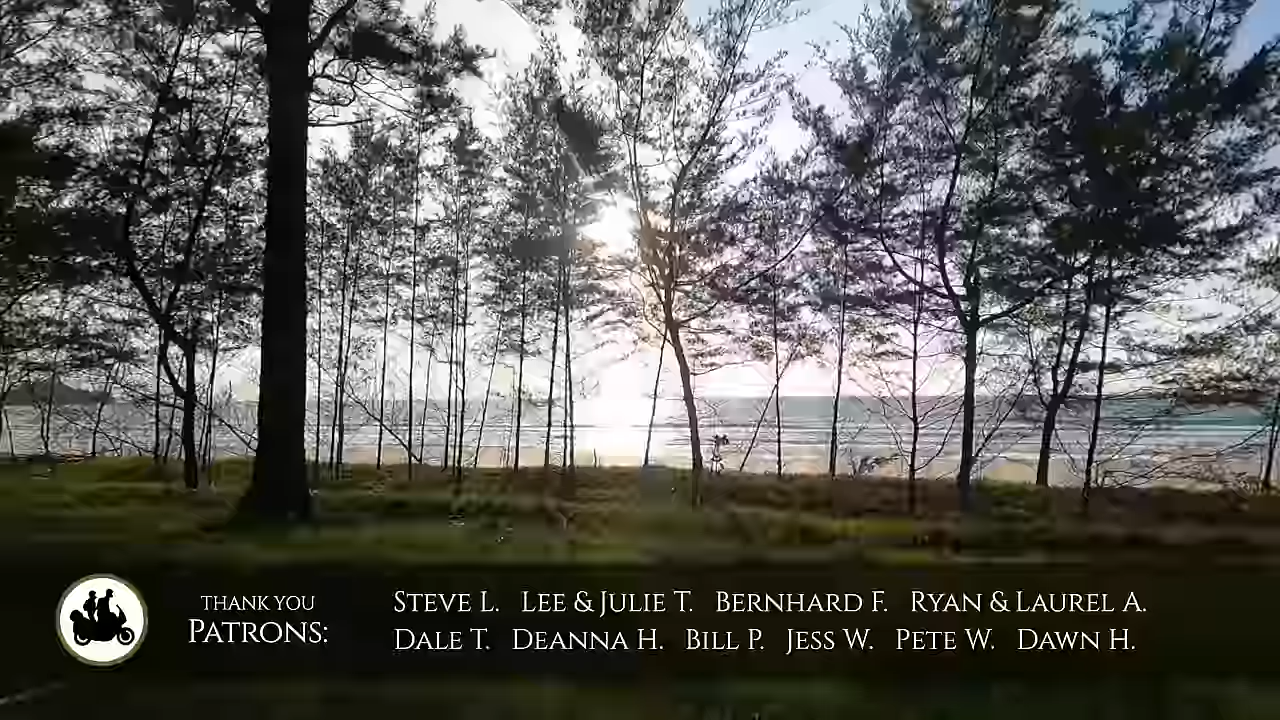 THANK YOU
PATRONS:
STEVE L. LEE & JULIE T. BERNHARD F. RYAN & LAUREL A.
DALE T. DEANNA H. BILL P. JESS W. PETE W. DAWN H.